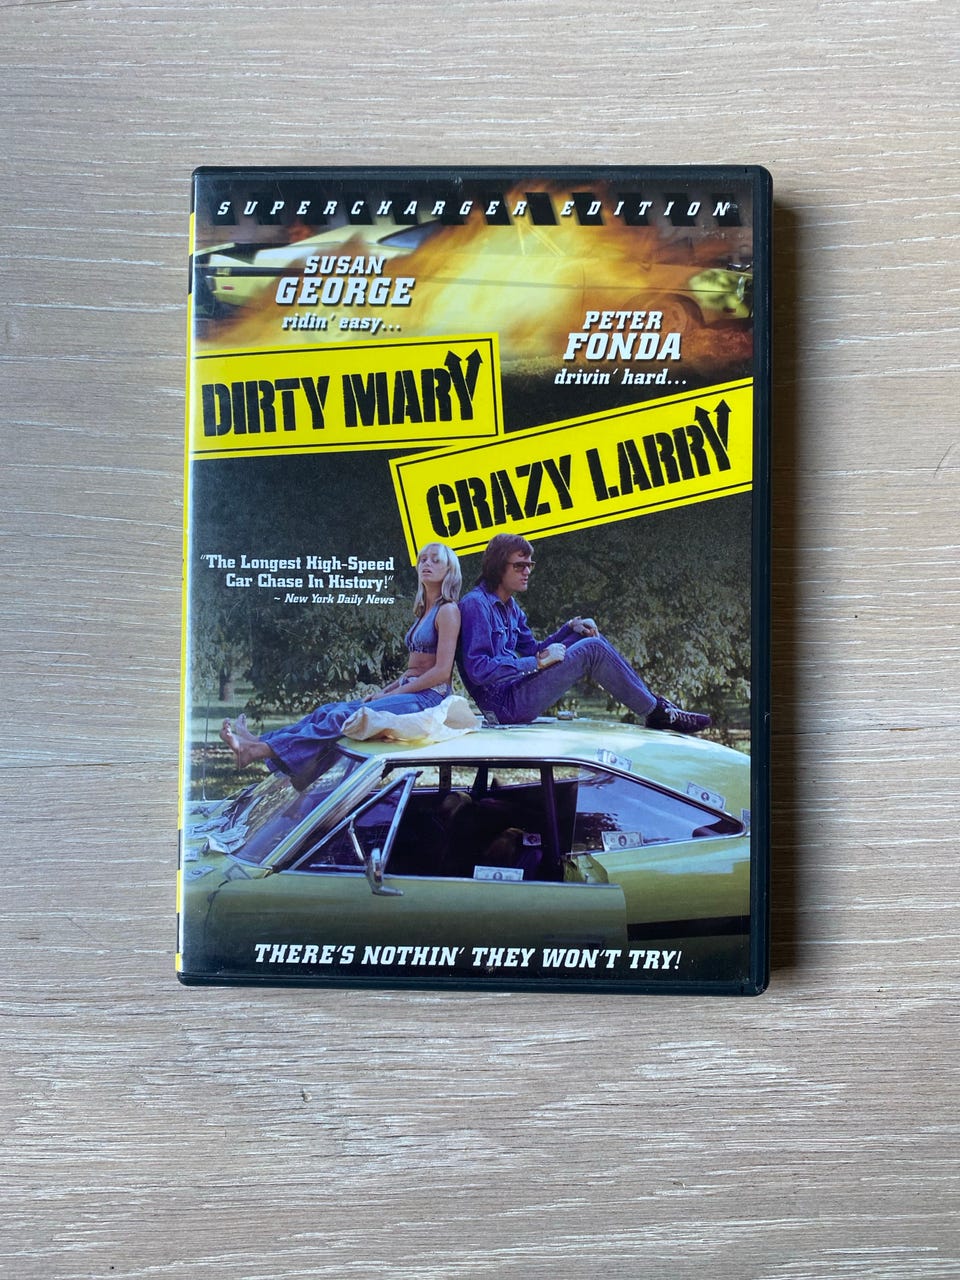 SUPERCHARGER EDITION
SUSAN
GEORGE
ridin' easy...
PETER
FONDA
drivin' hard...
DIRTY MARY
CRAZY LARRY
"The Longest High-Speed
Car Chase In History!"
~ New York Daily News
THERE'S NOTHIN' THEY WON'T TRY!